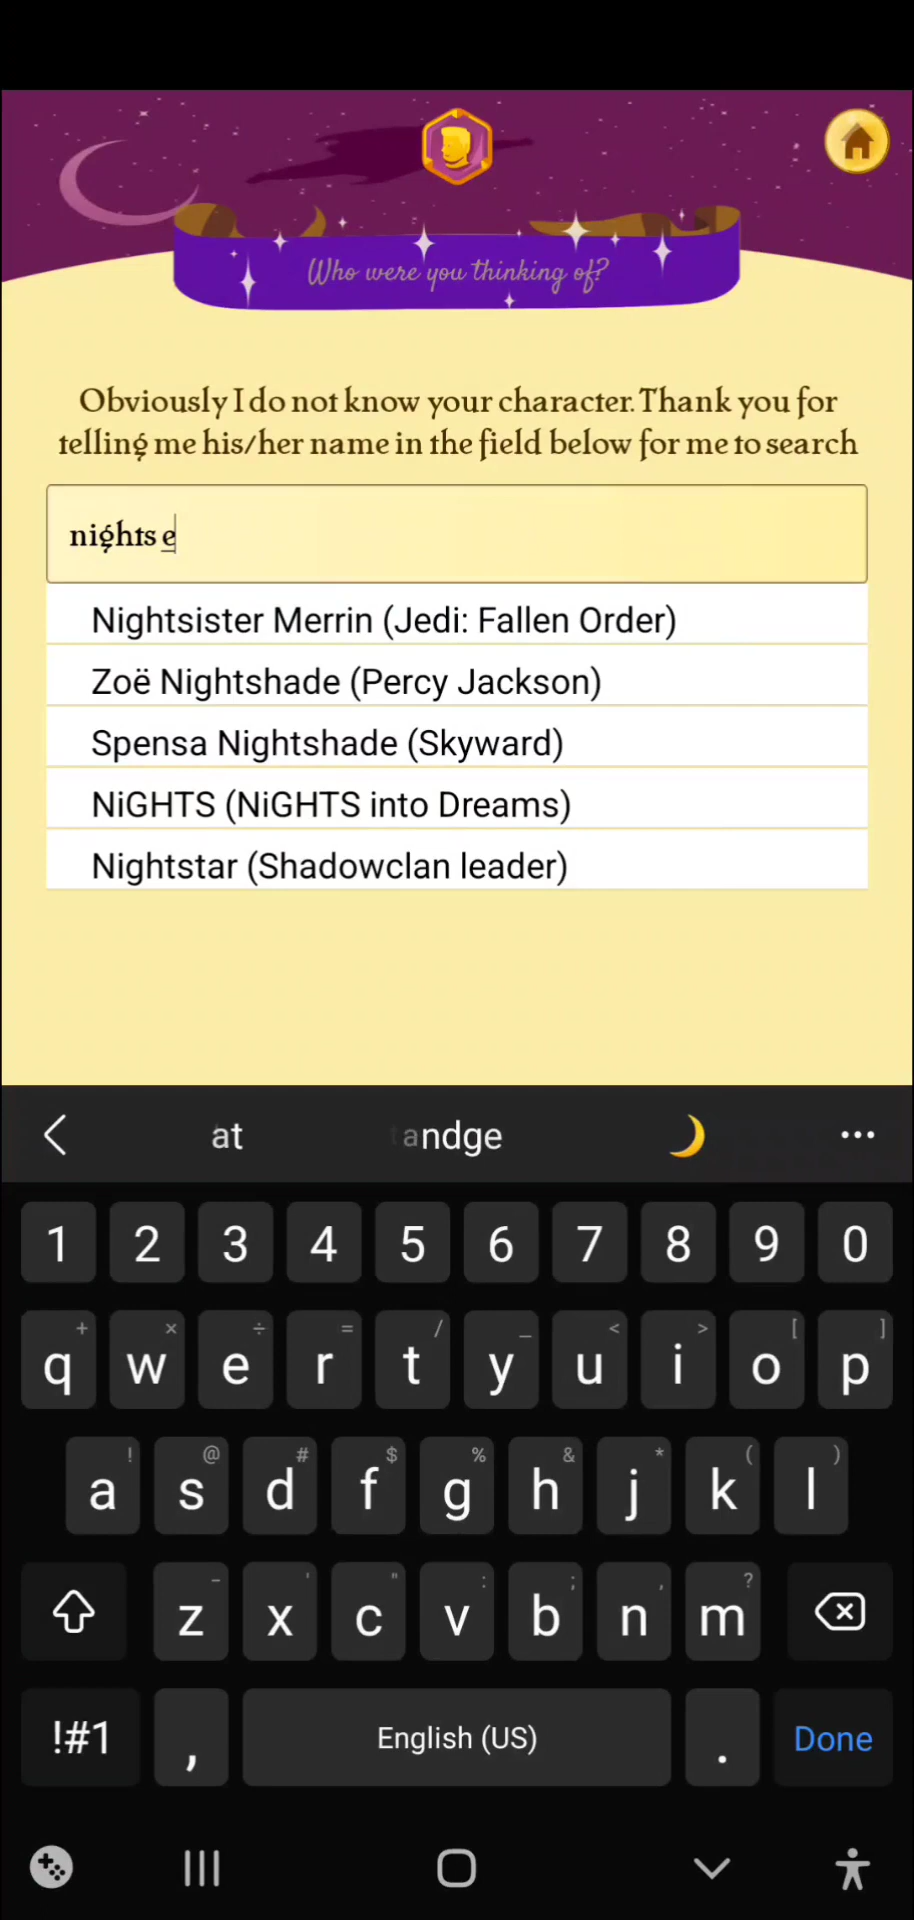 Who were you thinking of?
Obviously I do not know your character. Thank you for
telling me his/her name in the field below for me to search
nights e
Nightsister Merrin (Jedi: Fallen Order)
Zoë Nightshade (Percy Jackson)
Spensa Nightshade (Skyward)
NiGHTS (NiGHTS into Dreams)
Nightstar (Shadowclan leader)
at andge 🌙 ...
1 2 3 4 5 6 7 8 9 0
+ × ÷ = / _ < > [ ]
q w e r t y u i o p
! @ # $ % & * ( )
a s d f g h j k l
- ' " : ; , ?
z x c v b n m
!#1 , English (US) . Done